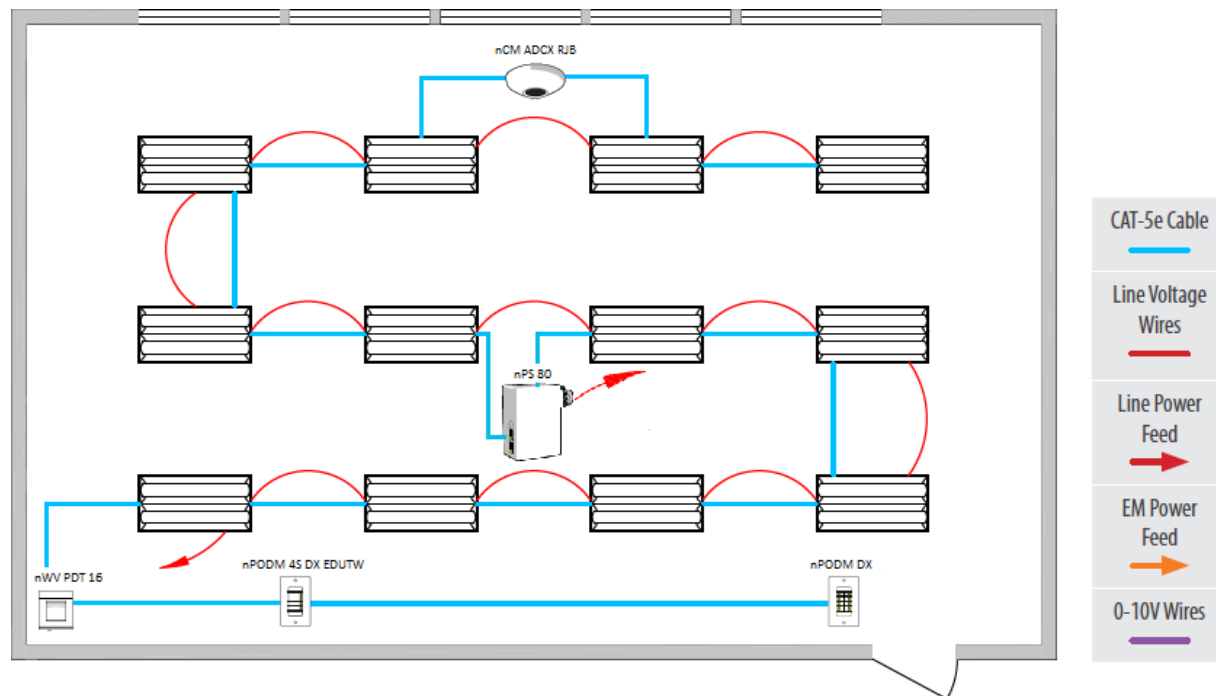 nCM ADCX RJB
nPS 80
nWV PDT 16
nPODM 4S DX EDUTW
nPODM DX
CAT-5e Cable
Line Voltage
Wires
Line Power
Feed
EM Power
Feed
0-10V Wires